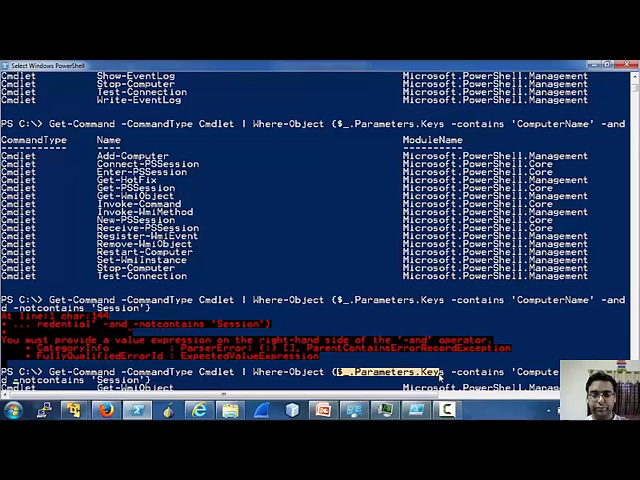 Select Windows PowerShell
Cmdlet Show-EventLog Microsoft.PowerShell.Management
Cmdlet Stop-Computer Microsoft.PowerShell.Management
Cmdlet Test-Connection Microsoft.PowerShell.Management
Cmdlet Write-EventLog Microsoft.PowerShell.Management
PS C:\> Get-Command -CommandType Cmdlet | Where-Object {$_.Parameters.Keys -contains 'ComputerName' -and
CommandType Name ModuleName
----------- ---- ----------
Cmdlet Add-Computer Microsoft.PowerShell.Management
Cmdlet Connect-PSSession Microsoft.PowerShell.Core
Cmdlet Enter-PSSession Microsoft.PowerShell.Core
Cmdlet Get-HotFix Microsoft.PowerShell.Management
Cmdlet Get-PSSession Microsoft.PowerShell.Core
Cmdlet Get-WmiObject Microsoft.PowerShell.Management
Cmdlet Invoke-Command Microsoft.PowerShell.Core
Cmdlet Invoke-WmiMethod Microsoft.PowerShell.Management
Cmdlet New-PSSession Microsoft.PowerShell.Core
Cmdlet Receive-PSSession Microsoft.PowerShell.Core
Cmdlet Register-WmiEvent Microsoft.PowerShell.Management
Cmdlet Remove-WmiObject Microsoft.PowerShell.Management
Cmdlet Restart-Computer Microsoft.PowerShell.Management
Cmdlet Set-WmiInstance Microsoft.PowerShell.Management
Cmdlet Stop-Computer Microsoft.PowerShell.Management
Cmdlet Test-Connection Microsoft.PowerShell.Management
PS C:\> Get-Command -CommandType Cmdlet | Where-Object {$_.Parameters.Keys -contains 'ComputerName' -and
d -notcontains 'Session'}
At line:1 char:144
+ ... redential' -and -notcontains 'Session'}
+ ~
You must provide a value expression on the right-hand side of the '-and' operator.
+ CategoryInfo : ParserError: (:) [], ParentContainsErrorRecordException
+ FullyQualifiedErrorId : ExpectedValueExpression
PS C:\> Get-Command -CommandType Cmdlet | Where-Object {$_.Parameters.Keys -contains 'Compute
d -notcontains 'Session'}
Cmdlet Get-WmiObject Microsoft.PowerShell.M